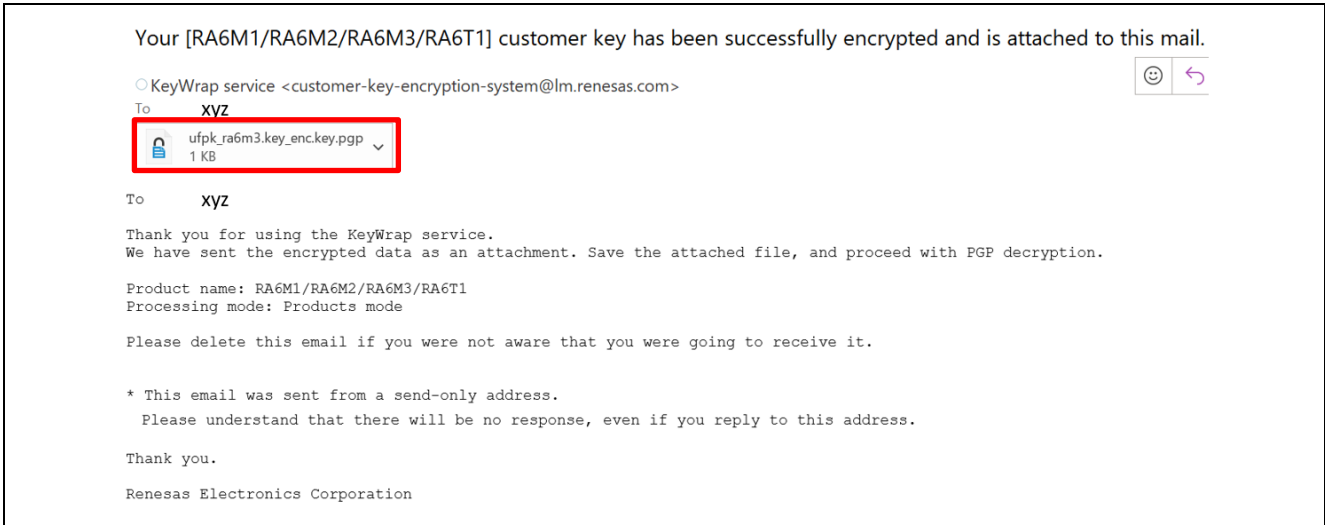 Your [RA6M1/RA6M2/RA6M3/RA6T1] customer key has been successfully encrypted and is attached to this mail.
KeyWrap service <customer-key-encryption-system@lm.renesas.com>
To xyz
ufpk_ra6m3.key_enc.key.pgp
1 KB
To xyz
Thank you for using the KeyWrap service.
We have sent the encrypted data as an attachment. Save the attached file, and proceed with PGP decryption.
Product name: RA6M1/RA6M2/RA6M3/RA6T1
Processing mode: Products mode
Please delete this email if you were not aware that you were going to receive it.
* This email was sent from a send-only address.
Please understand that there will be no response, even if you reply to this address.
Thank you.
Renesas Electronics Corporation